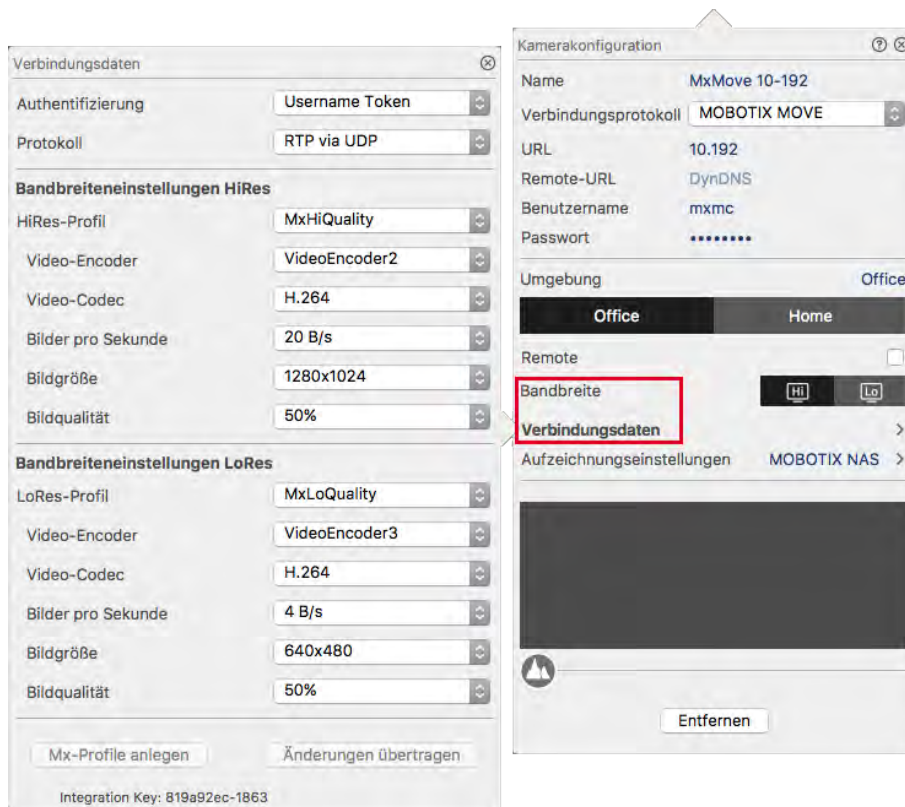 Verbindungsdaten
Authentifizierung Username Token
Protokoll RTP via UDP
Bandbreiteneinstellungen HiRes
HiRes-Profil MxHiQuality
Video-Encoder VideoEncoder2
Video-Codec H.264
Bilder pro Sekunde 20 B/s
Bildgröße 1280x1024
Bildqualität 50%
Bandbreiteneinstellungen LoRes
LoRes-Profil MxLoQuality
Video-Encoder VideoEncoder3
Video-Codec H.264
Bilder pro Sekunde 4 B/s
Bildgröße 640x480
Bildqualität 50%
Mx-Profile anlegen Änderungen übertragen
Integration Key: 819a92ec-1863
Kamerakonfiguration ?
Name MxMove 10-192
Verbindungsprotokoll MOBOTIX MOVE
URL 10.192
Remote-URL DynDNS
Benutzername mxmc
Passwort ••••••••
Umgebung Office
Office Home
Remote
Bandbreite Hi Lo
Verbindungsdaten >
Aufzeichnungseinstellungen MOBOTIX NAS >
Entfernen